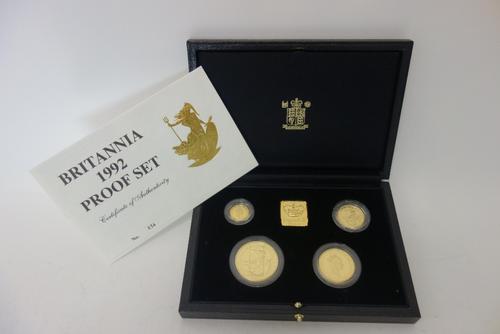 BRITANNIA
1992
PROOF SET
Certificate of Authenticity